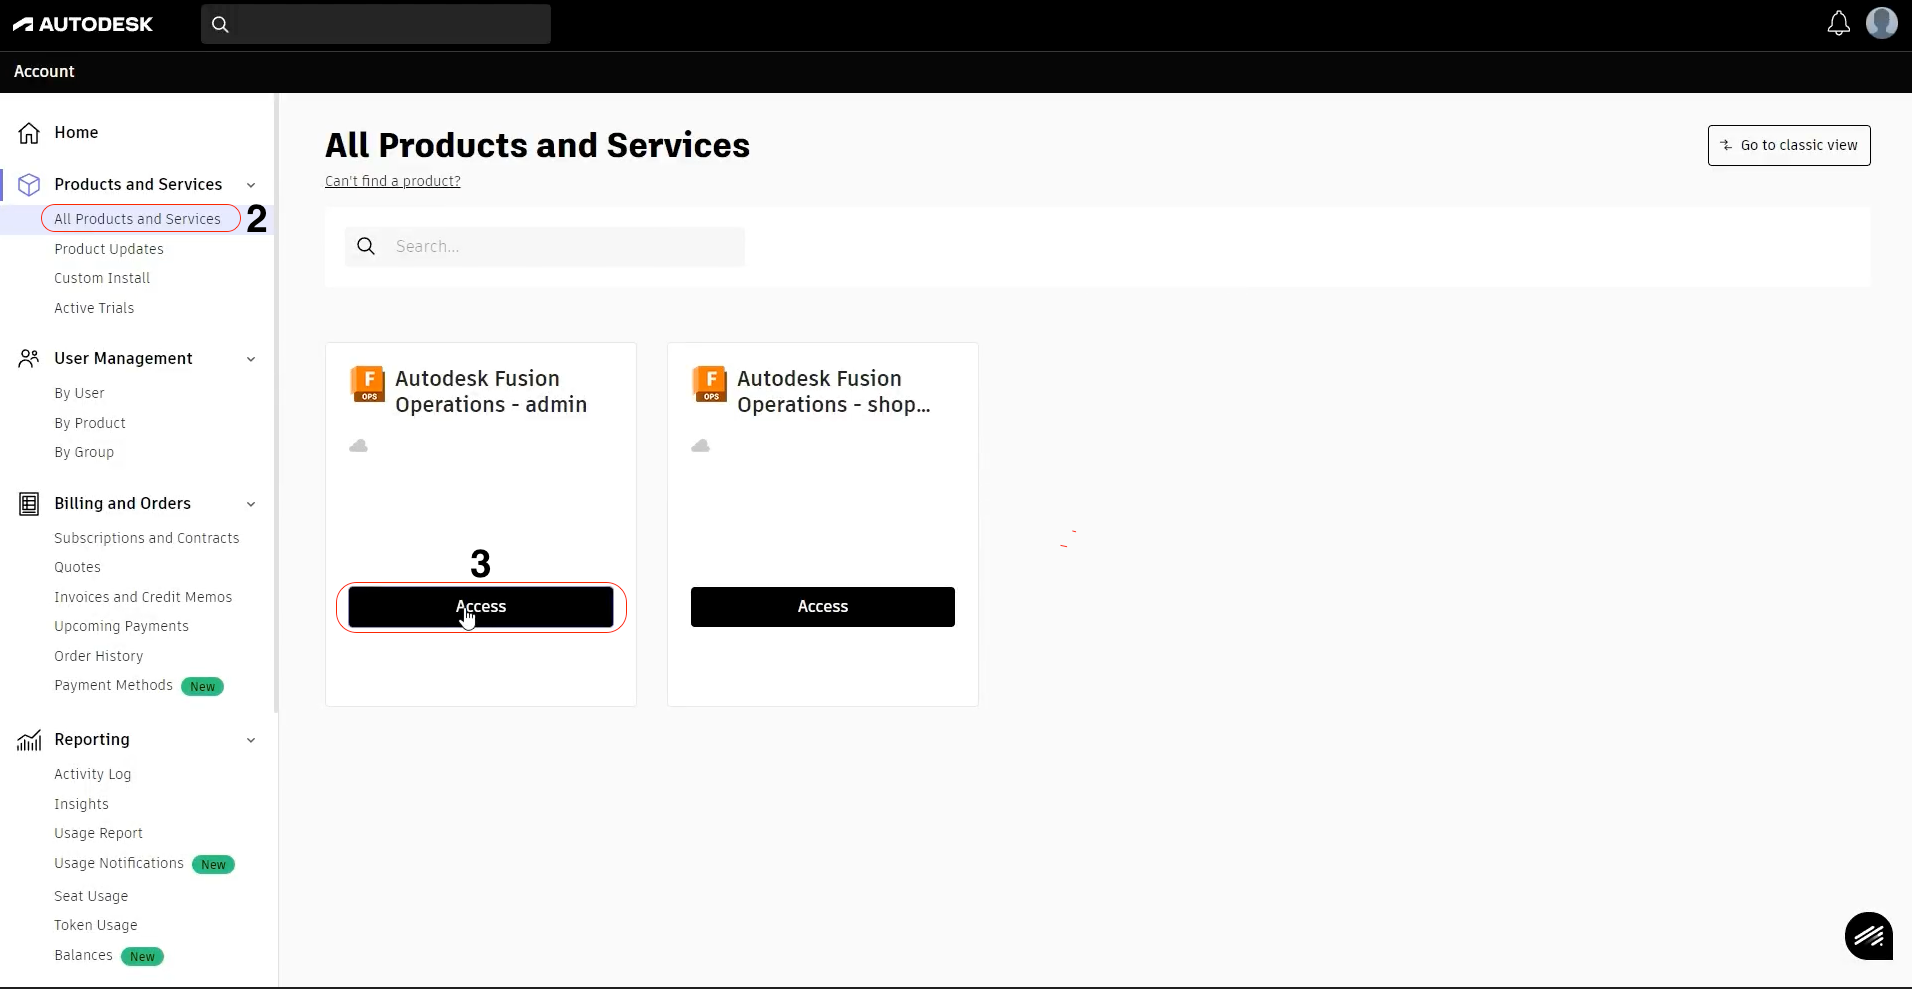 AUTODESK
Account
Home
Products and Services
All Products and Services 2
Product Updates
Custom Install
Active Trials
User Management
By User
By Product
By Group
Billing and Orders
Subscriptions and Contracts
Quotes
Invoices and Credit Memos
Upcoming Payments
Order History
Payment Methods New
Reporting
Activity Log
Insights
Usage Report
Usage Notifications New
Seat Usage
Token Usage
Balances New
All Products and Services
Go to classic view
Can't find a product?
Search...
F
OPS
Autodesk Fusion
Operations - admin
3
Access
F
OPS
Autodesk Fusion
Operations - shop...
Access